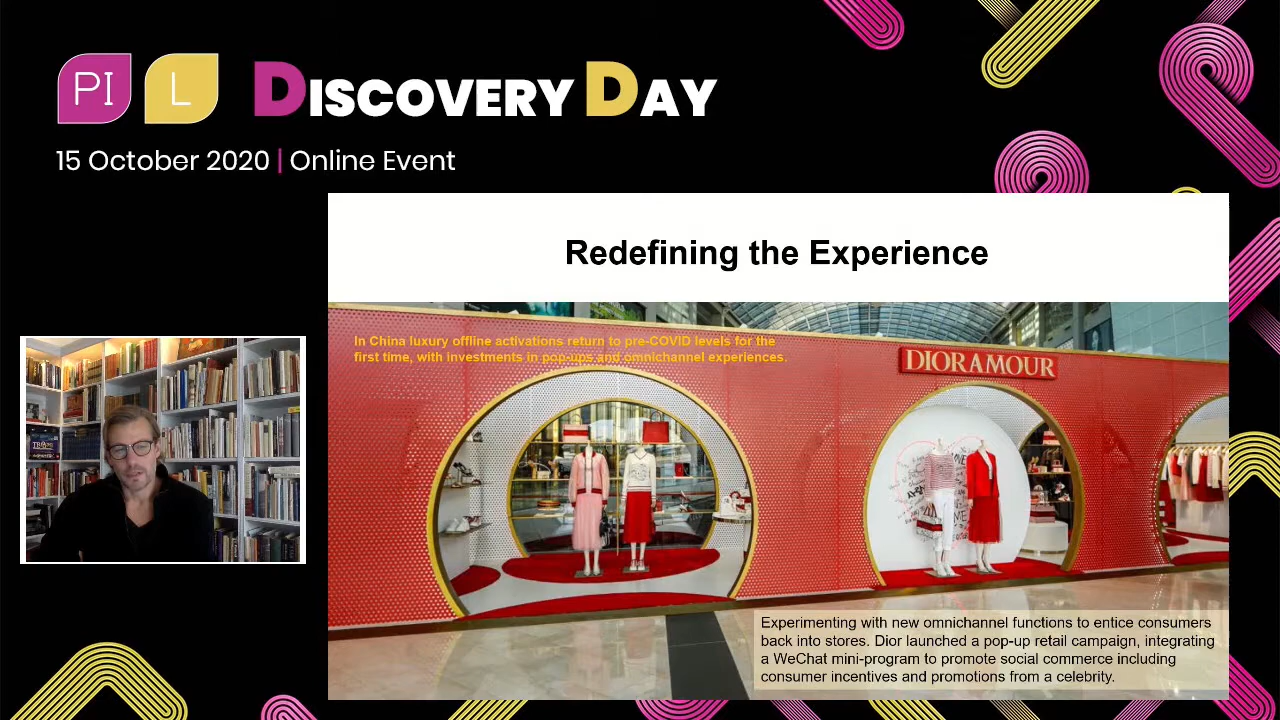 PI L DISCOVERY DAY
15 October 2020 | Online Event
Redefining the Experience
In China luxury offline activations return to pre-COVID levels for the
first time, with investments in pop-ups and omnichannel experiences.
DIORAMOUR
Experimenting with new omnichannel functions to entice consumers
back into stores. Dior launched a pop-up retail campaign, integrating
a WeChat mini-program to promote social commerce including
consumer incentives and promotions from a celebrity.